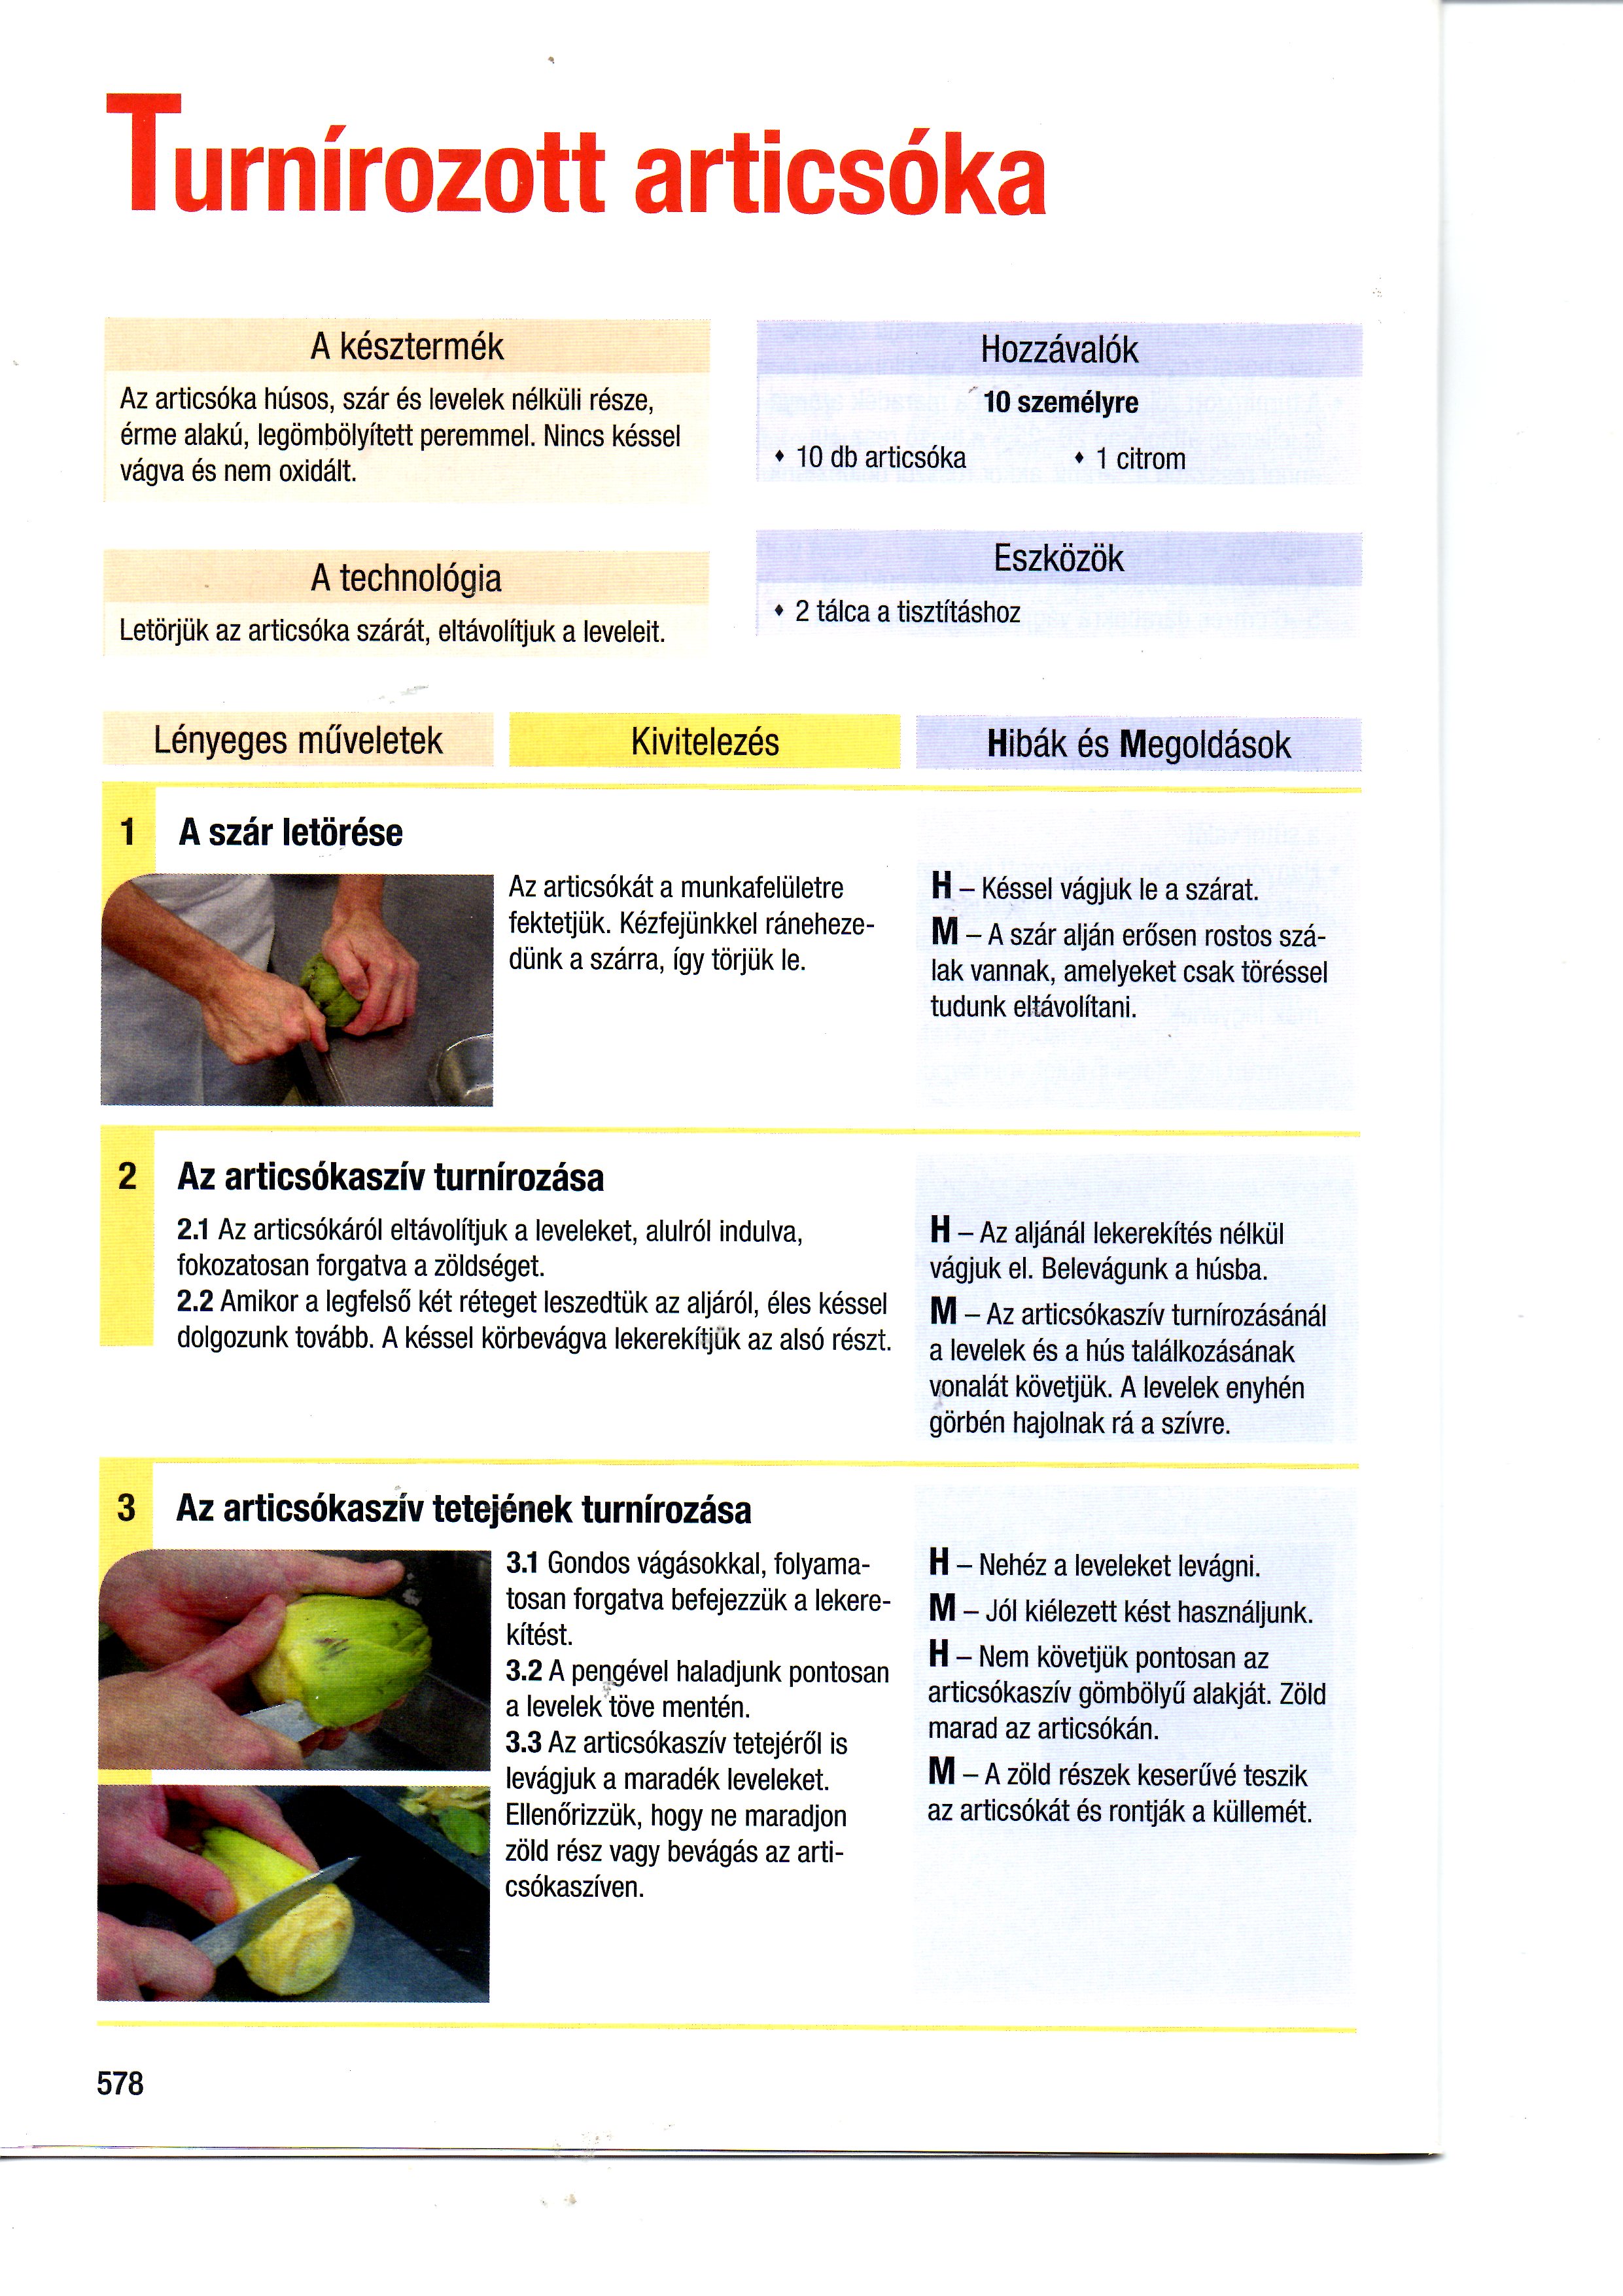 Turnírozott articsóka
A késztermék
Az articsóka húsos, szár és levelek nélküli része,
érme alakú, legömbölyített peremmel. Nincs késsel
vágva és nem oxidált.
A technológia
Letörjük az articsóka szárát, eltávolítjuk a leveleit.
Hozzávalók
10 személyre
♦ 10 db articsóka ♦ 1 citrom
Eszközök
♦ 2 tálca a tisztításhoz
Lényeges műveletek Kivitelezés Hibák és Megoldások
1 A szár letörése
Az articsókát a munkafelületre
fektetjük. Kézfejünkkel ráneheze-
dünk a szárra, így törjük le.
H – Késsel vágjuk le a szárat.
M – A szár alján erősen rostos szá-
lak vannak, amelyeket csak töréssel
tudunk eltávolítani.
2 Az articsókaszív turnírozása
2.1 Az articsókáról eltávolítjuk a leveleket, alulról indulva,
fokozatosan forgatva a zöldséget.
2.2 Amikor a legfelső két réteget leszedtük az aljáról, éles késsel
dolgozunk tovább. A késsel körbevágva lekerekítjük az alsó részt.
H – Az aljánál lekerekítés nélkül
vágjuk el. Belevágunk a húsba.
M – Az articsókaszív turnírozásánál
a levelek és a hús találkozásának
vonalát követjük. A levelek enyhén
görbén hajolnak rá a szívre.
3 Az articsókaszív tetejének turnírozása
3.1 Gondos vágásokkal, folyama-
tosan forgatva befejezzük a lekere-
kítést.
3.2 A pengével haladjunk pontosan
a levelek töve mentén.
3.3 Az articsókaszív tetejéről is
levágjuk a maradék leveleket.
Ellenőrizzük, hogy ne maradjon
zöld rész vagy bevágás az arti-
csókaszíven.
H – Nehéz a leveleket levágni.
M – Jól kiélezett kést használjunk.
H – Nem követjük pontosan az
articsókaszív gömbölyű alakját. Zöld
marad az articsókán.
M – A zöld részek keserűvé teszik
az articsókát és rontják a küllemét.
578